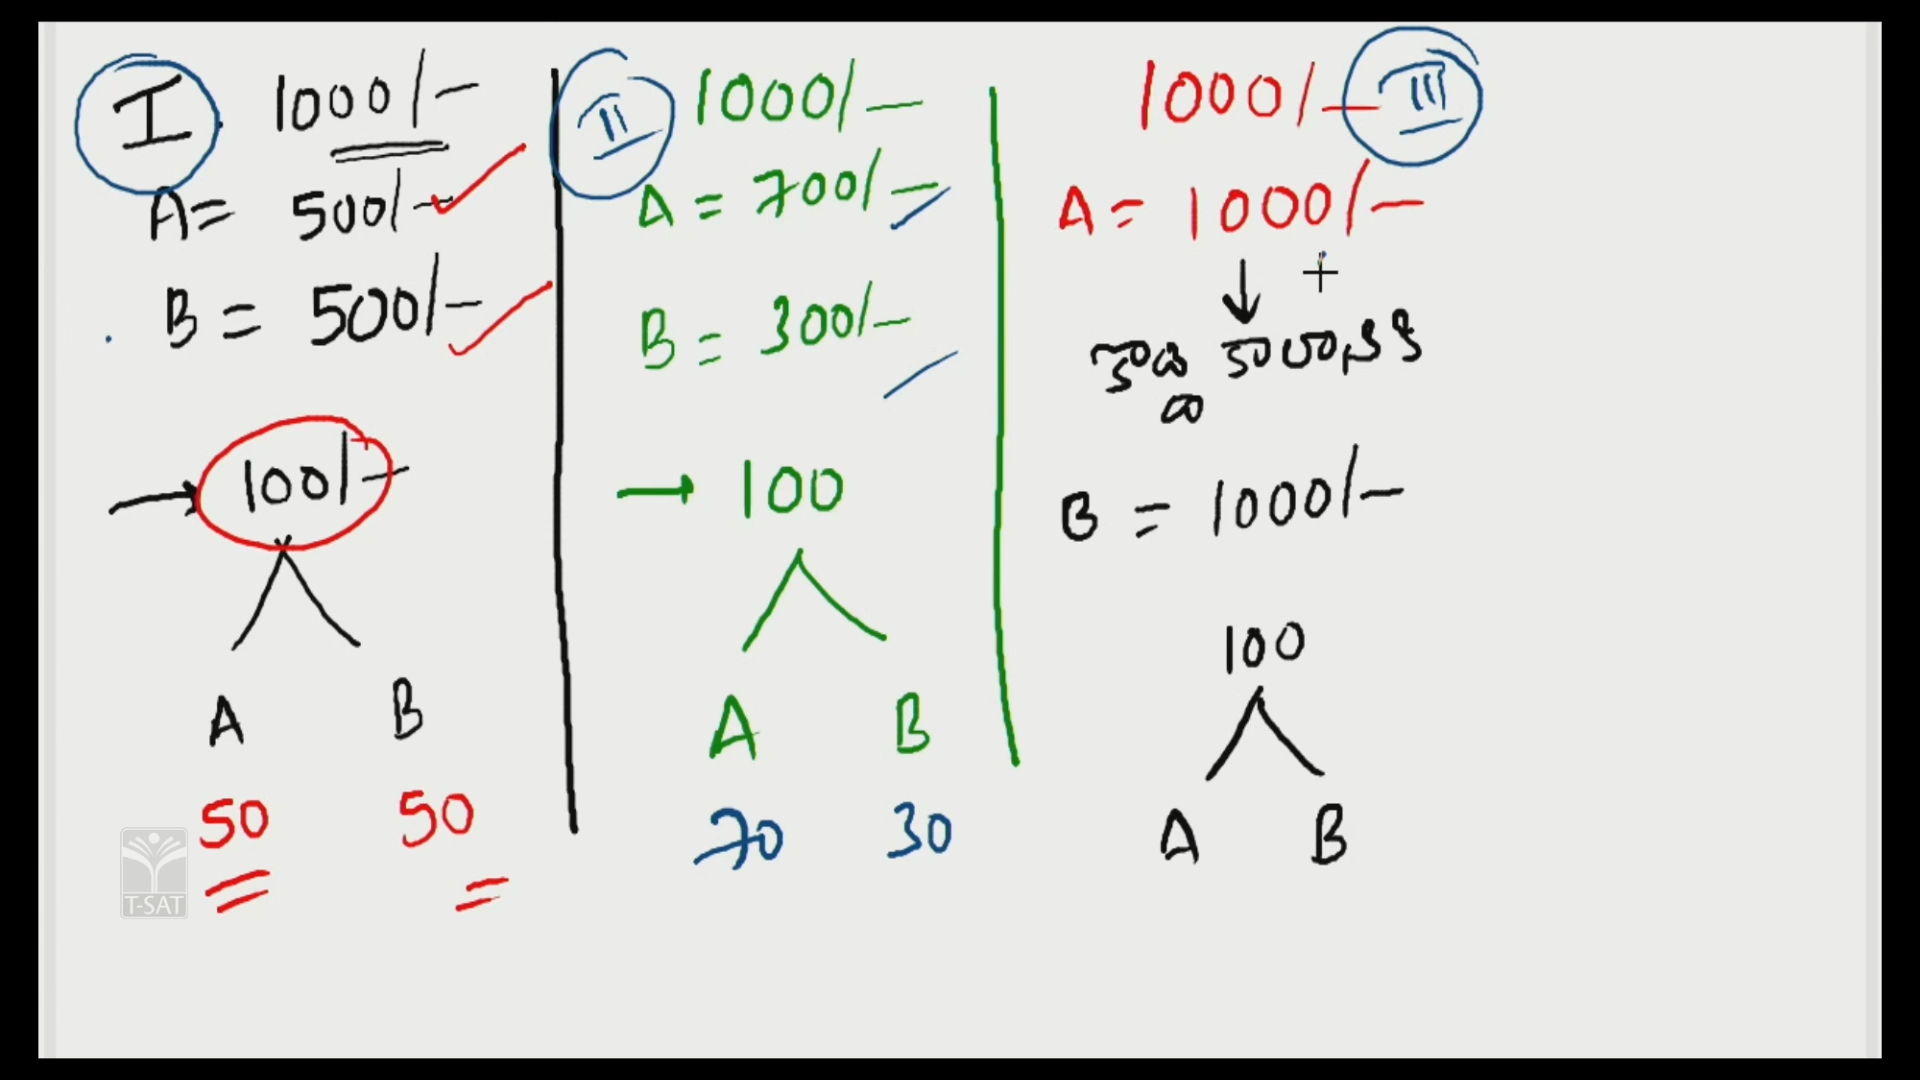 I 1000/-
A = 500/-
B = 500/-
100/-
A B
50 50
II 1000/-
A = 700/-
B = 300/-
100
A B
70 30
1000/- III
A = 1000/-
B = 1000/-
100
A B
T-SAT